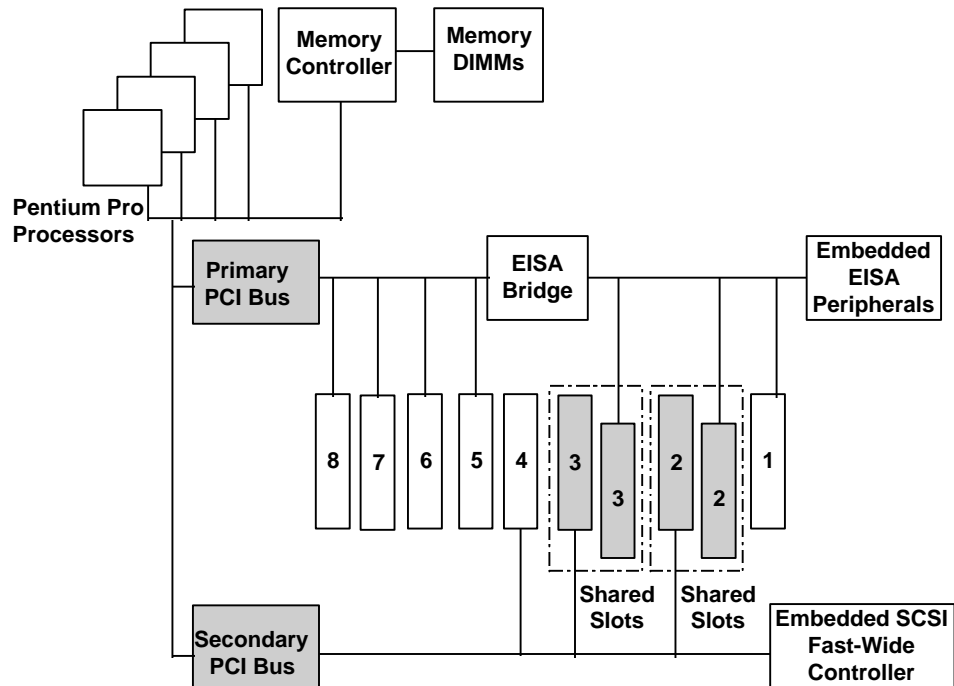 Memory
Controller
Memory
DIMMs
Pentium Pro
Processors
Primary
PCI Bus
EISA
Bridge
Embedded
EISA
Peripherals
8
7
6
5
4
3
3
2
2
1
Shared
Slots
Shared
Slots
Secondary
PCI Bus
Embedded SCSI
Fast-Wide
Controller